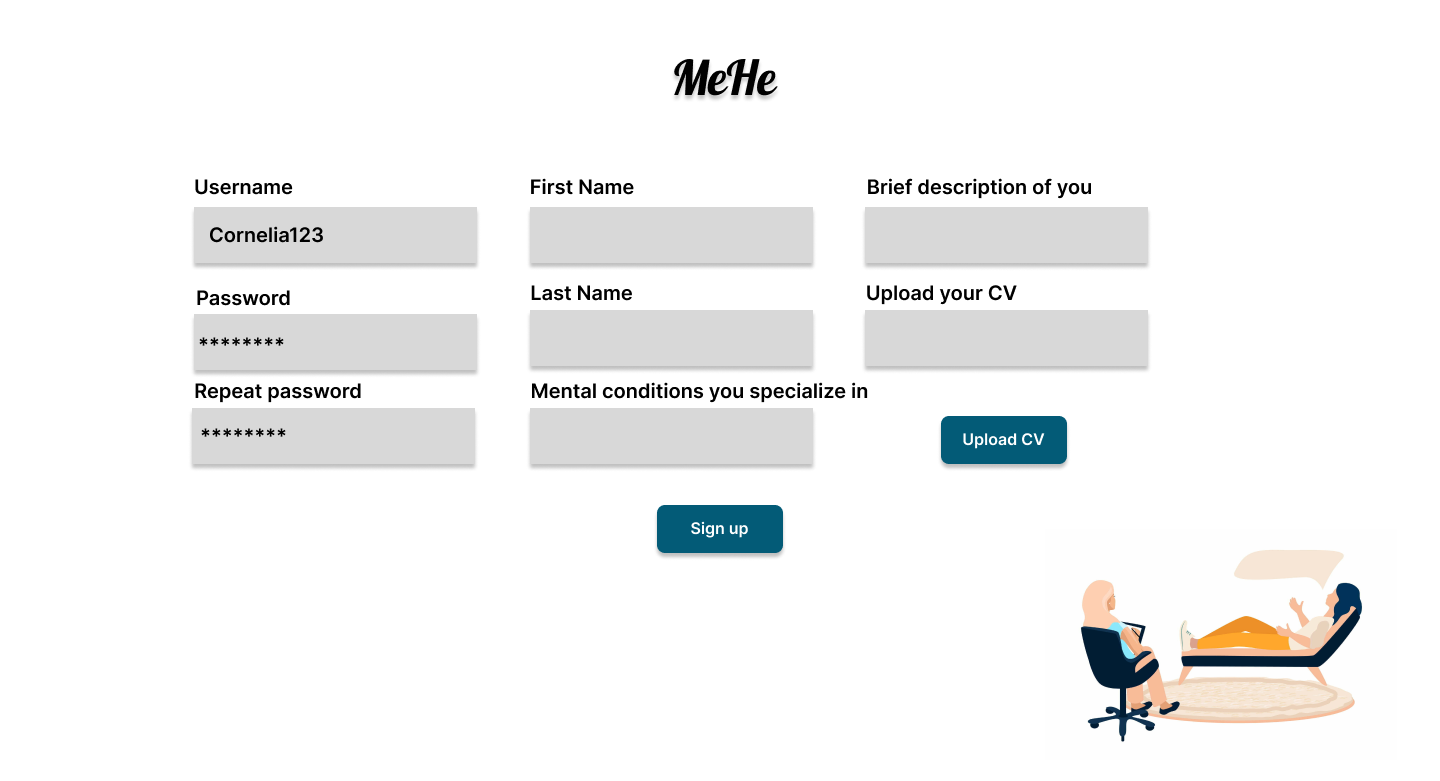 MeHe
Username
Cornelia123
Password
********
Repeat password
********
First Name
Last Name
Mental conditions you specialize in
Brief description of you
Upload your CV
Upload CV
Sign up